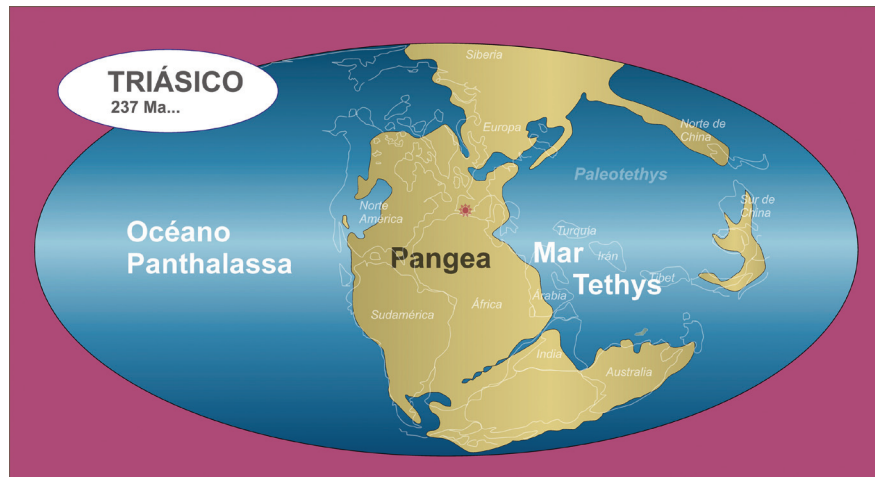 TRIÁSICO
237 Ma...
Siberia
Europa
Norte de
China
Paleotethys
Norte
América
Sur de
China
Océano
Panthalassa
Pangea
Mar
Tethys
Turquía
Irán
Tibet
Arabia
África
Sudamérica
India
Australia